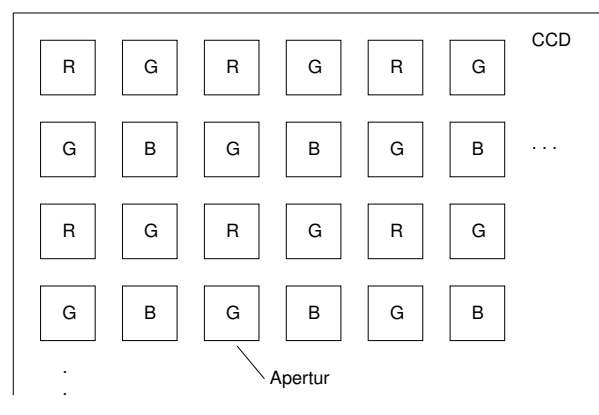 CCD
R G R G R G
G B G B G B . . .
R G R G R G
G B G B G B
.
.
Apertur